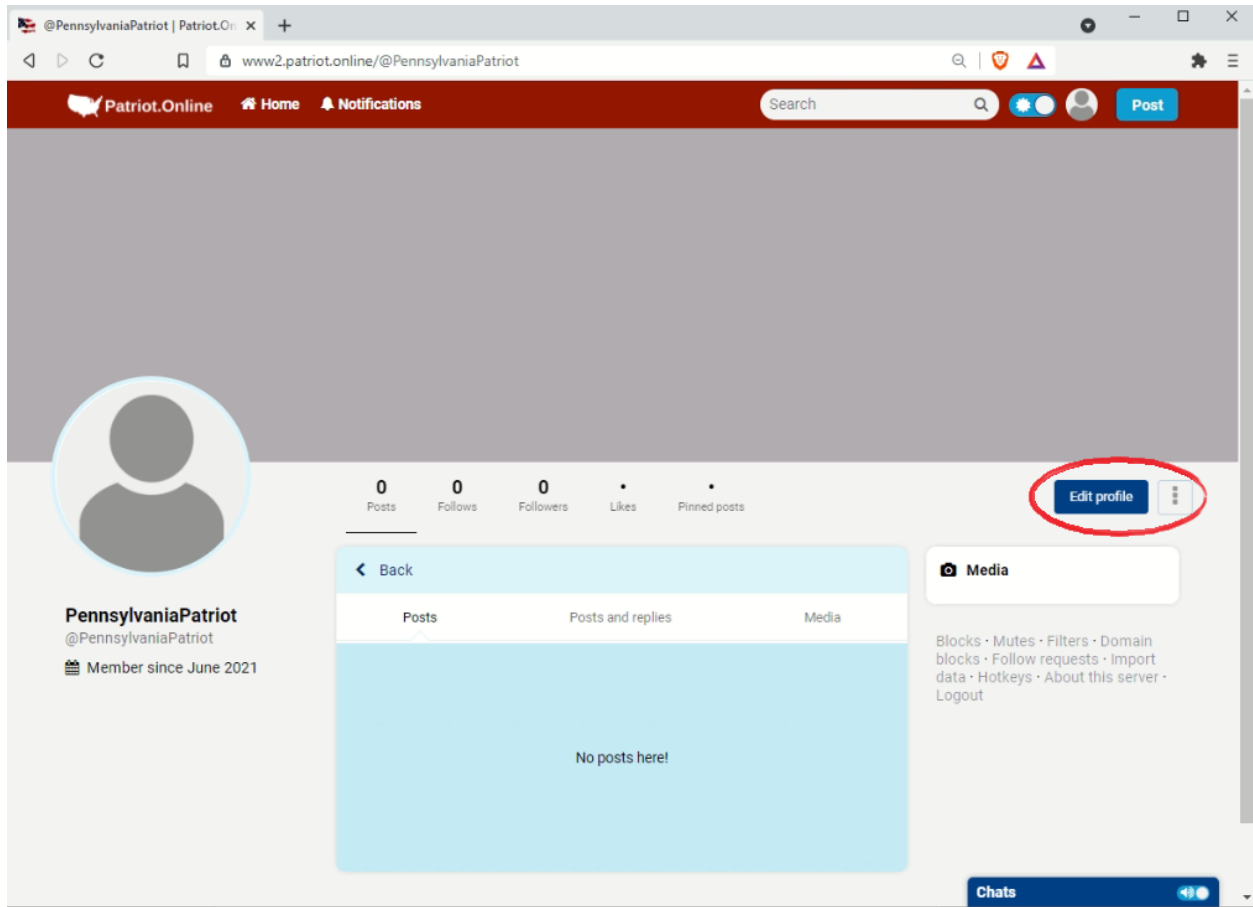 @PennsylvaniaPatriot | Patriot.On
www2.patriot.online/@PennsylvaniaPatriot
Patriot.Online Home Notifications Search Post
0 0 0 • •
Posts Follows Followers Likes Pinned posts
Edit profile
Back
Media
PennsylvaniaPatriot
@PennsylvaniaPatriot
Member since June 2021
Posts Posts and replies Media
No posts here!
Blocks · Mutes · Filters · Domain
blocks · Follow requests · Import
data · Hotkeys · About this server ·
Logout
Chats